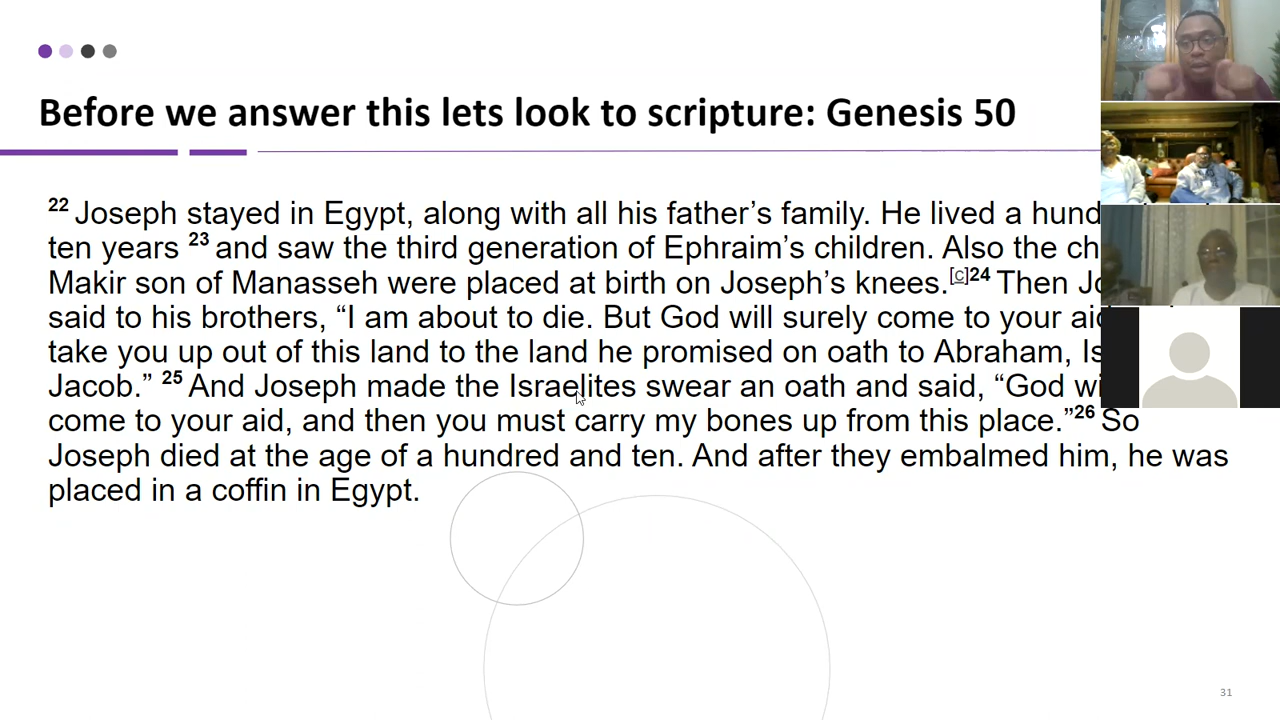 Before we answer this lets look to scripture: Genesis 50
22 Joseph stayed in Egypt, along with all his father’s family. He lived a
ten years 23 and saw the third generation of Ephraim’s children. Also the
Makir son of Manasseh were placed at birth on Joseph’s knees.[c]24 Then
said to his brothers, “I am about to die. But God will surely come to your
take you up out of this land to the land he promised on oath to Abraham,
Jacob.” 25 And Joseph made the Israelites swear an oath and said, “God
come to your aid, and then you must carry my bones up from this place.”26 So
Joseph died at the age of a hundred and ten. And after they embalmed him, he was
placed in a coffin in Egypt.
31